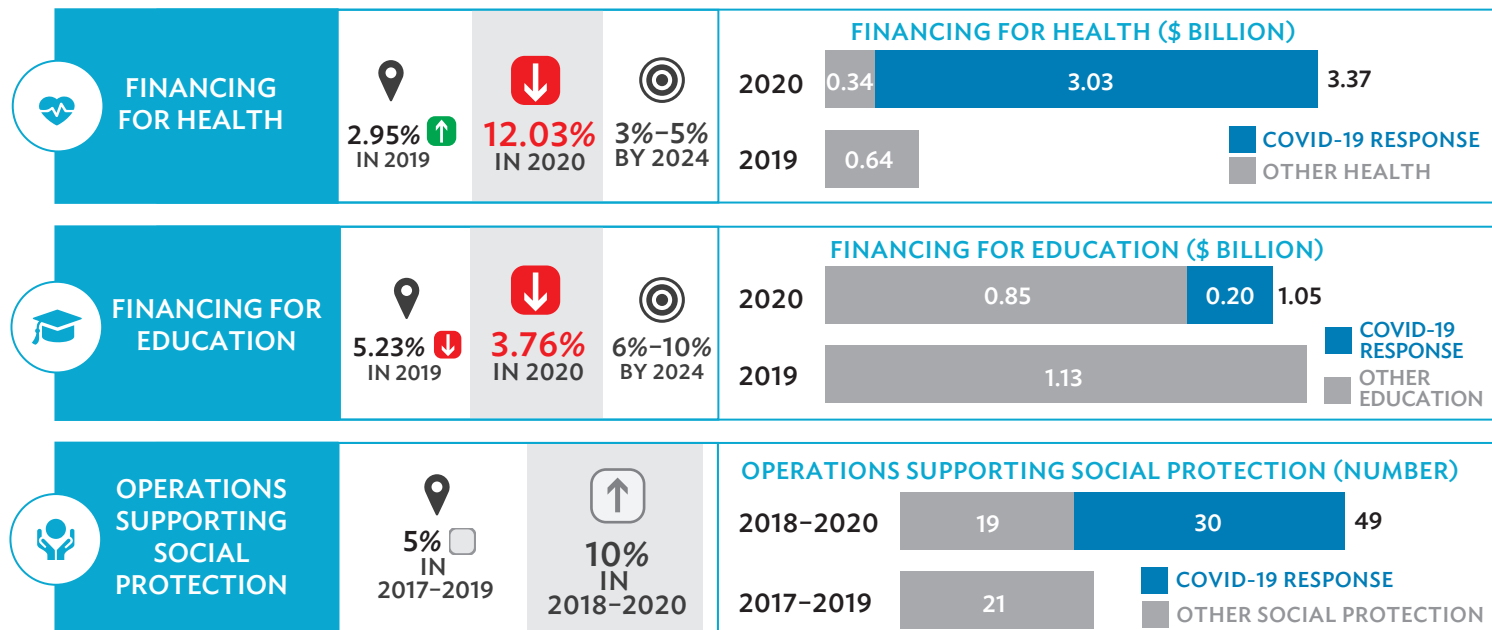 FINANCING
FOR HEALTH
2.95%
IN 2019
12.03%
IN 2020
3%–5%
BY 2024
FINANCING FOR HEALTH ($ BILLION)
2020
0.34
3.03
3.37
2019
0.64
COVID-19 RESPONSE
OTHER HEALTH
FINANCING FOR
EDUCATION
5.23%
IN 2019
3.76%
IN 2020
6%–10%
BY 2024
FINANCING FOR EDUCATION ($ BILLION)
2020
0.85
0.20
1.05
2019
1.13
COVID-19
RESPONSE
OTHER
EDUCATION
OPERATIONS
SUPPORTING
SOCIAL
PROTECTION
5%
IN
2017–2019
10%
IN
2018–2020
OPERATIONS SUPPORTING SOCIAL PROTECTION (NUMBER)
2018–2020
19
30
49
2017–2019
21
COVID-19 RESPONSE
OTHER SOCIAL PROTECTION